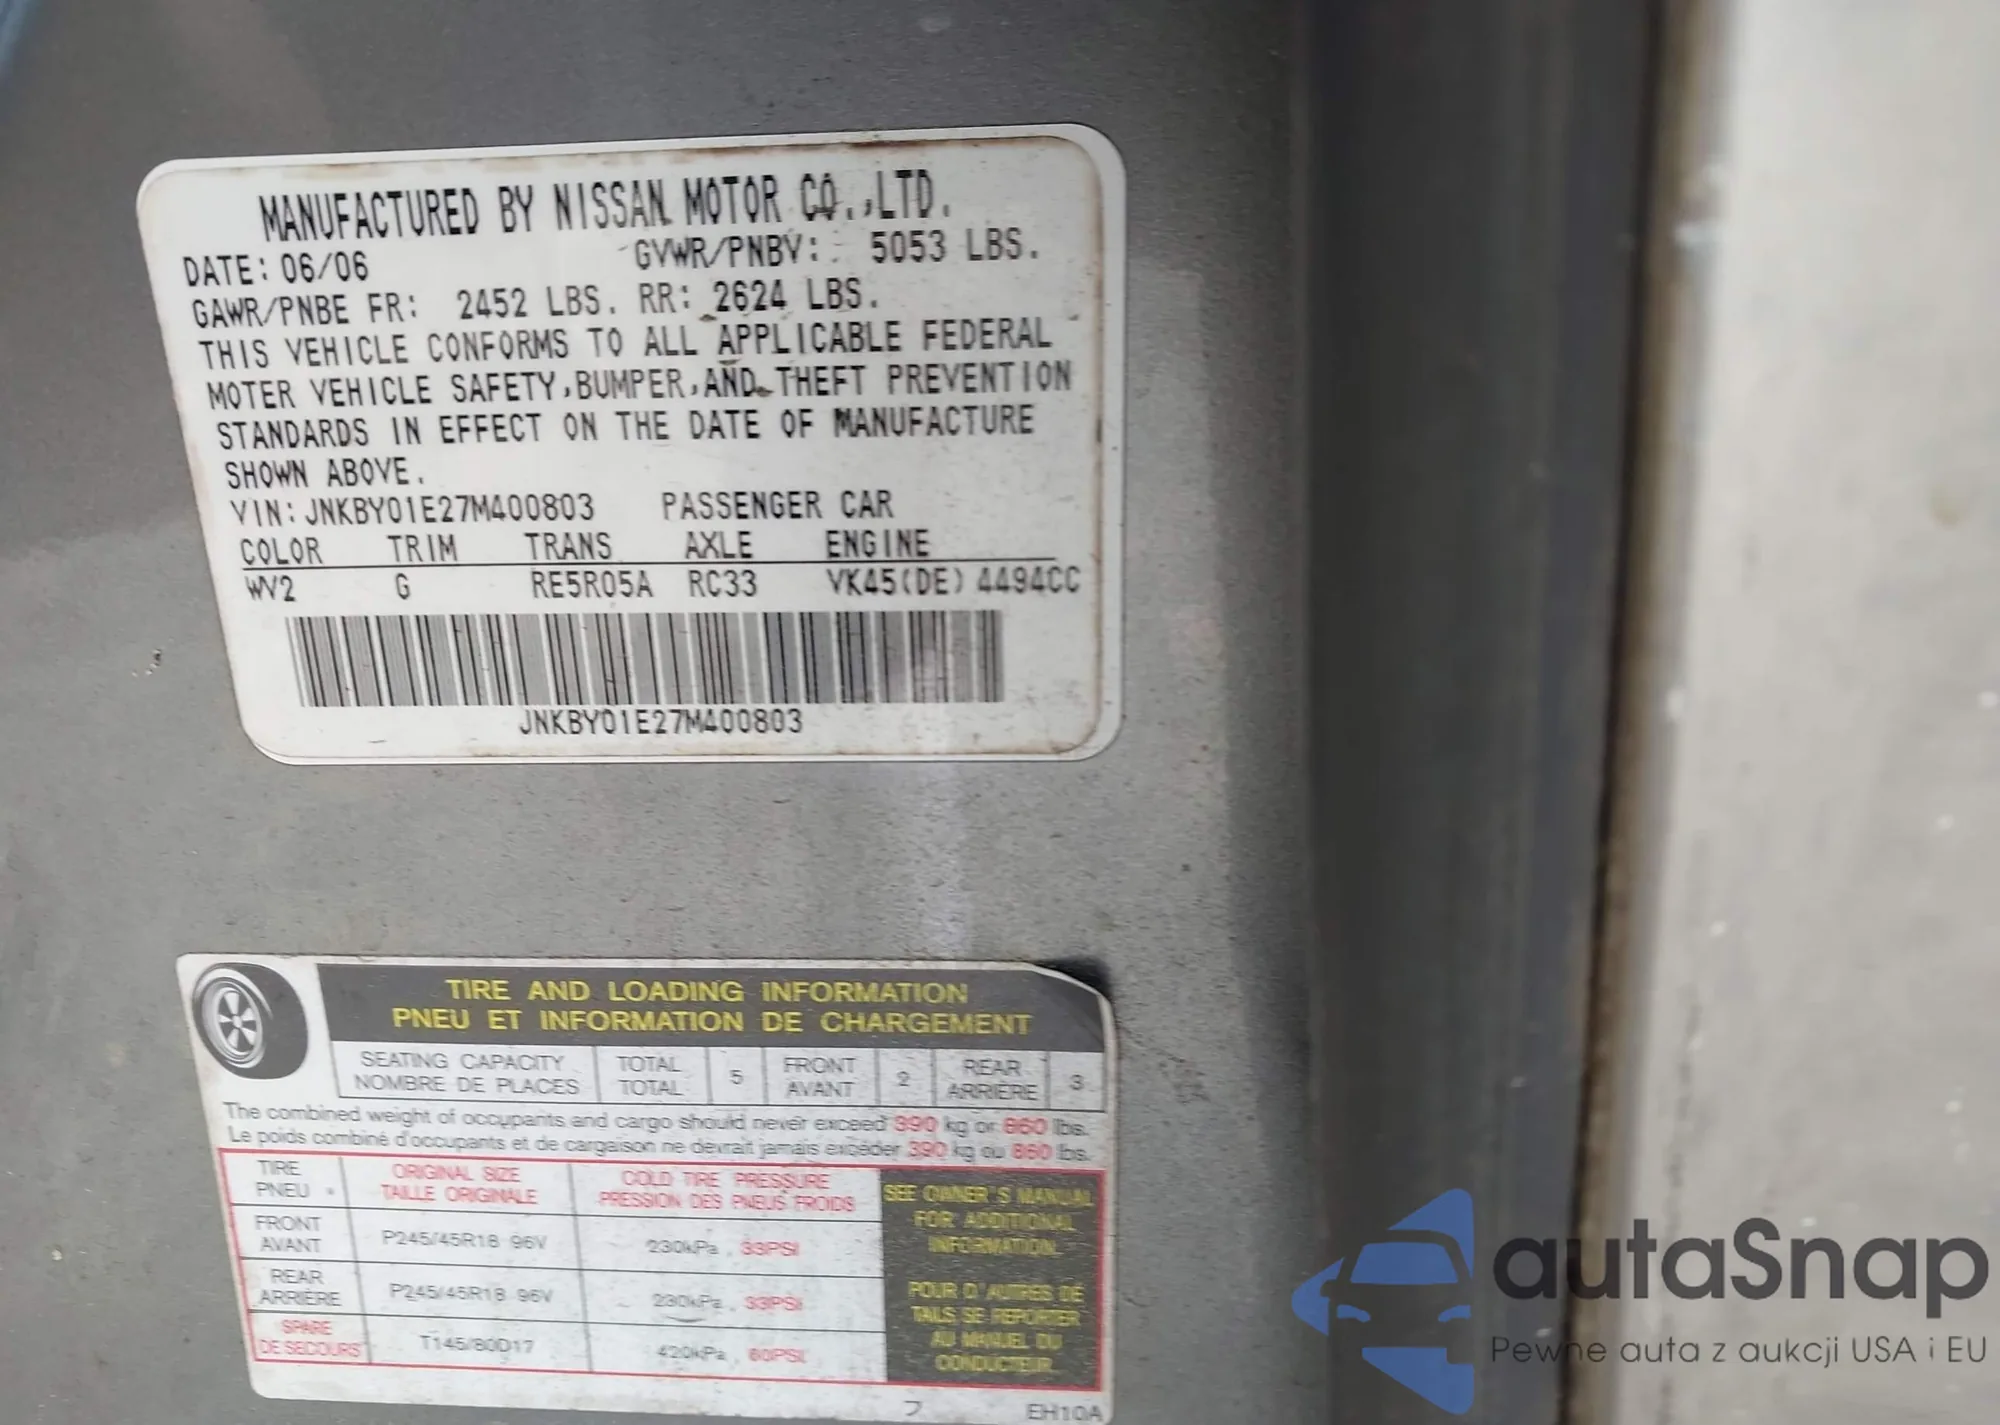 MANUFACTURED BY NISSAN MOTOR CO.,LTD.
DATE: 06/06 GVWR/PNBV: 5053 LBS.
GAWR/PNBE FR: 2452 LBS. RR: 2624 LBS.
THIS VEHICLE CONFORMS TO ALL APPLICABLE FEDERAL
MOTER VEHICLE SAFETY,BUMPER,AND THEFT PREVENTION
STANDARDS IN EFFECT ON THE DATE OF MANUFACTURE
SHOWN ABOVE.
VIN: JNKBY01E27M400803 PASSENGER CAR
COLOR TRIM TRANS AXLE ENGINE
WV2 G RE5R05A RC33 VK45(DE) 4494CC
JNKBY01E27M400803
TIRE AND LOADING INFORMATION
PNEU ET INFORMATION DE CHARGEMENT
SEATING CAPACITY TOTAL 5 FRONT 2 REAR 3
NOMBRE DE PLACES TOTAL AVANT ARRIÈRE
The combined weight of occupants and cargo should never exceed 390 kg or 860 lbs.
Le poids combiné d'occupants et de cargaison ne devrait jamais excéder 390 kg ou 860 lbs.
TIRE ORIGINAL SIZE COLD TIRE PRESSURE
PNEU TAILLE ORIGINALE PRESSION DES PNEUS FROIDS
SEE OWNER'S MANUAL
FOR ADDITIONAL
INFORMATION.
FRONT
AVANT P245/45R18 96V 230kPa, 33PSI
REAR
ARRIÈRE P245/45R18 96V 230kPa, 33PSI
SPARE
DE SECOURS T145/80D17 420kPa, 60PSI
POUR D'AUTRES DE
TAILS SE REPORTER
AU MANUEL DU
CONDUCTEUR.
7 EH10A
autaSnap
Pewne auta z aukcji USA i EU